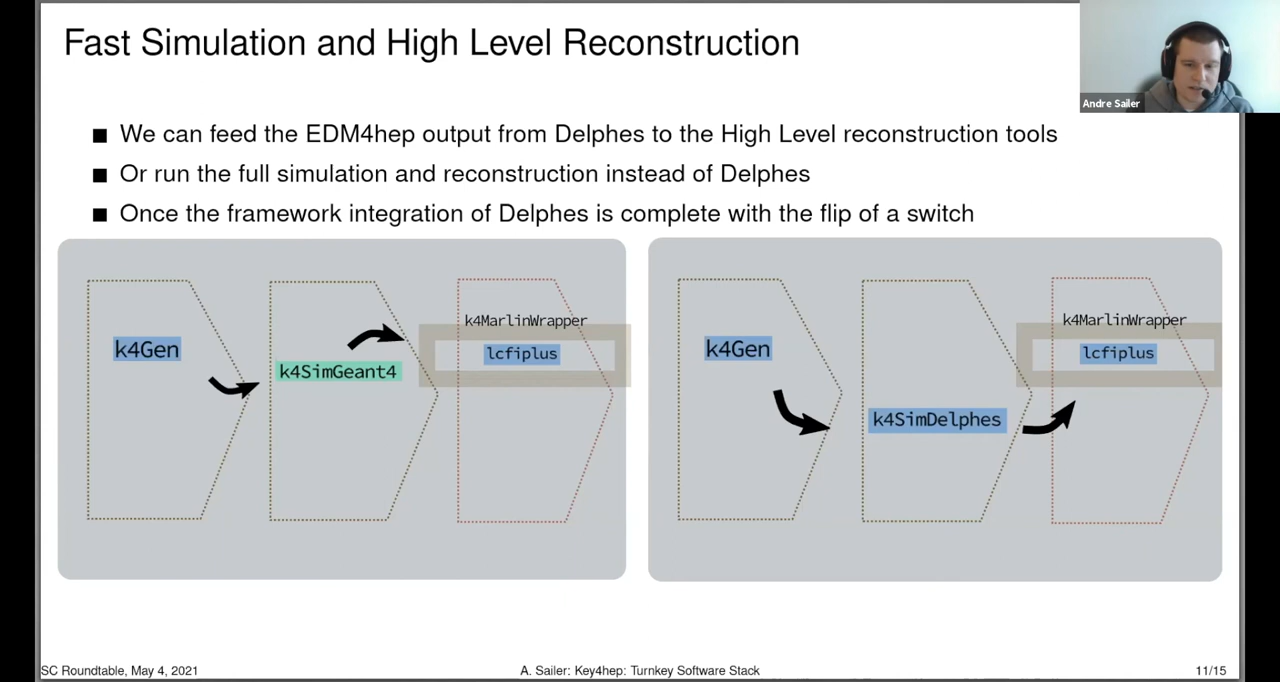 Fast Simulation and High Level Reconstruction
Andre Sailer
We can feed the EDM4hep output from Delphes to the High Level reconstruction tools
Or run the full simulation and reconstruction instead of Delphes
Once the framework integration of Delphes is complete with the flip of a switch
k4Gen
k4SimGeant4
k4MarlinWrapper
lcfiplus
k4Gen
k4SimDelphes
k4MarlinWrapper
lcfiplus
SC Roundtable, May 4, 2021
A. Sailer: Key4hep: Turnkey Software Stack
11/15